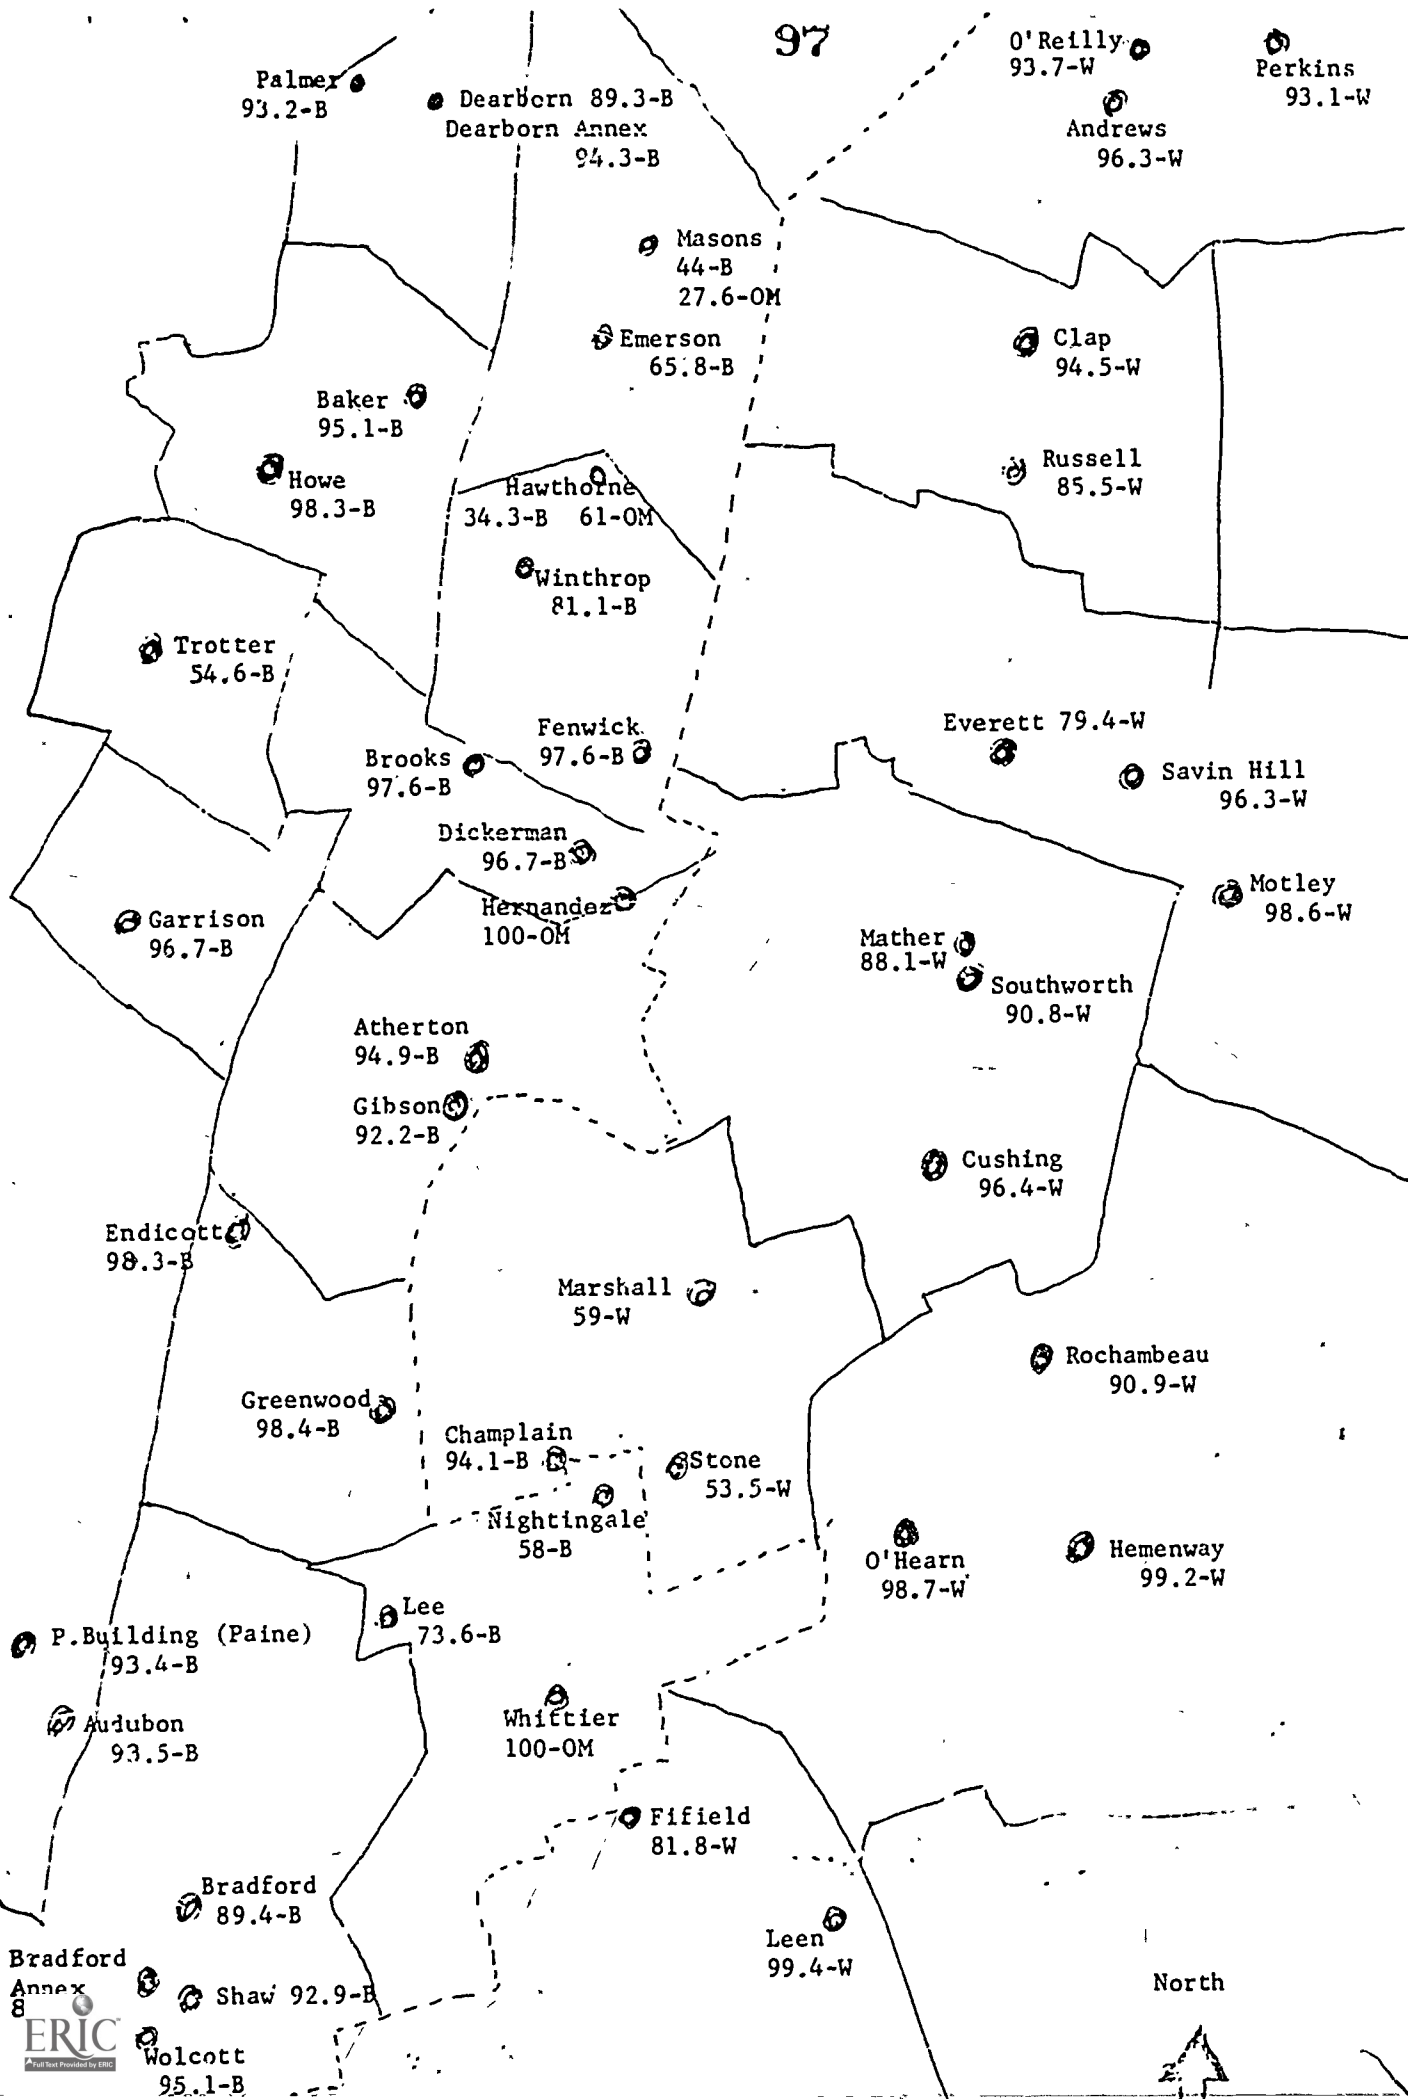 97
O'Reilly
93.7-W
Perkins
93.1-W
Palmer
93.2-B
Dearborn 89.3-B
Dearborn Annex
94.3-B
Andrews
96.3-W
Masons
44-B
27.6-OM
Emerson
65.8-B
Clap
94.5-W
Baker
95.1-B
Russell
85.5-W
Howe
98.3-B
Hawthorne
34.3-B 61-OM
Winthrop
81.1-B
Trotter
54.6-B
Fenwick
97.6-B
Everett 79.4-W
Brooks
97.6-B
Savin Hill
96.3-W
Dickerman
96.7-B
Motley
98.6-W
Hernandez
100-OM
Garrison
96.7-B
Mather
88.1-W
Southworth
90.8-W
Atherton
94.9-B
Gibson
92.2-B
Cushing
96.4-W
Endicott
98.3-B
Marshall
59-W
Rochambeau
90.9-W
Greenwood
98.4-B
Champlain
94.1-B
Stone
53.5-W
Nightingale
58-B
O'Hearn
98.7-W
Hemenway
99.2-W
Lee
73.6-B
P.Building (Paine)
93.4-B
Audubon
93.5-B
Whittier
100-OM
Fifield
81.8-W
Bradford
89.4-B
Leen
99.4-W
Bradford
Annex
8
Shaw 92.9-B
North
ERIC
Full Text Provided by ERIC
Wolcott
95.1-B